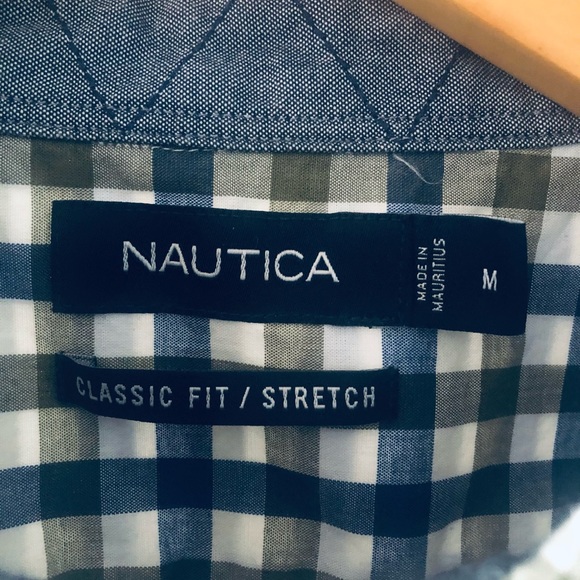 NAUTICA
MADE IN
MAURITIUS
M
CLASSIC FIT / STRETCH